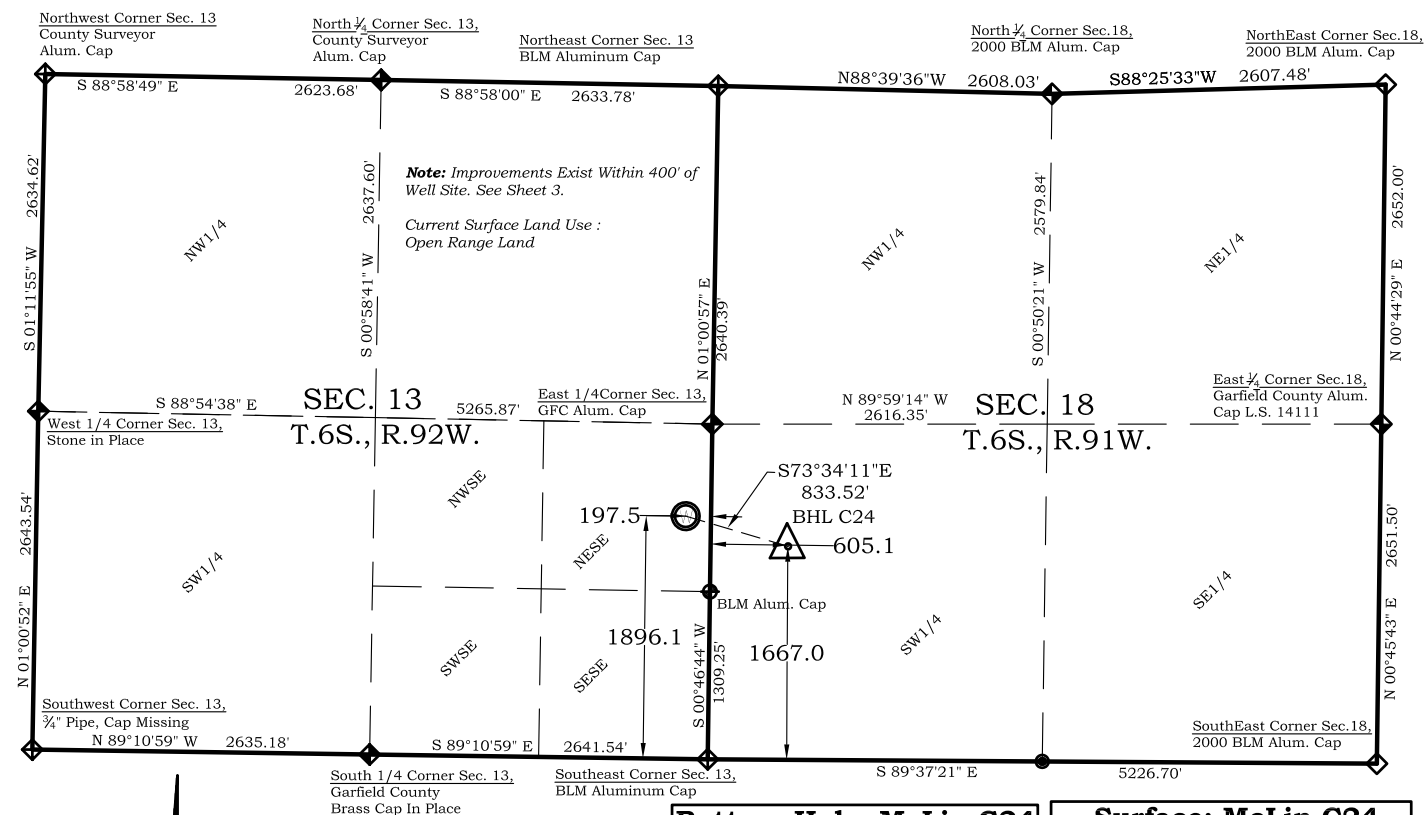 Northwest Corner Sec. 13
County Surveyor
Alum. Cap
North 1/4 Corner Sec. 13,
County Surveyor
Alum. Cap
Northeast Corner Sec. 13
BLM Aluminum Cap
North 1/4 Corner Sec.18,
2000 BLM Alum. Cap
NorthEast Corner Sec.18,
2000 BLM Alum. Cap
S 88°58'49" E 2623.68'
S 88°58'00" E 2633.78'
N88°39'36"W 2608.03'
S88°25'33"W 2607.48'
S 01°11'55" W 2634.62'
NW1/4
S 00°58'41" W 2637.60'
Note: Improvements Exist Within 400' of
Well Site. See Sheet 3.
Current Surface Land Use :
Open Range Land
N 01°00'57" E
2640.39'
NW1/4
S 00°50'21" W 2579.84'
NE1/4
N 00°44'29" E 2652.00'
S 88°54'38" E
5265.87'
SEC. 13
T.6S., R.92W.
East 1/4Corner Sec. 13,
GFC Alum. Cap
N 89°59'14" W
2616.35'
SEC. 18
T.6S., R.91W.
East 1/4 Corner Sec.18,
Garfield County Alum.
Cap L.S. 14111
West 1/4 Corner Sec. 13,
Stone in Place
NWSE
S73°34'11"E
833.52'
BHL C24
197.5
605.1
NESE
BLM Alum. Cap
N 01°00'52" E 2643.54'
SW1/4
SWSE
SESE
1896.1
S 00°46'44" W
1309.25'
1667.0
SW1/4
SE1/4
N 00°45'43" E 2651.50'
Southwest Corner Sec. 13,
3/4" Pipe, Cap Missing
N 89°10'59" W 2635.18'
S 89°10'59" E 2641.54'
SouthEast Corner Sec.18,
2000 BLM Alum. Cap
S 89°37'21" E 5226.70'
South 1/4 Corner Sec. 13,
Garfield County
Brass Cap In Place
Southeast Corner Sec. 13,
BLM Aluminum Cap
Bottom Hole: McLin C24
Surface: McLin C24